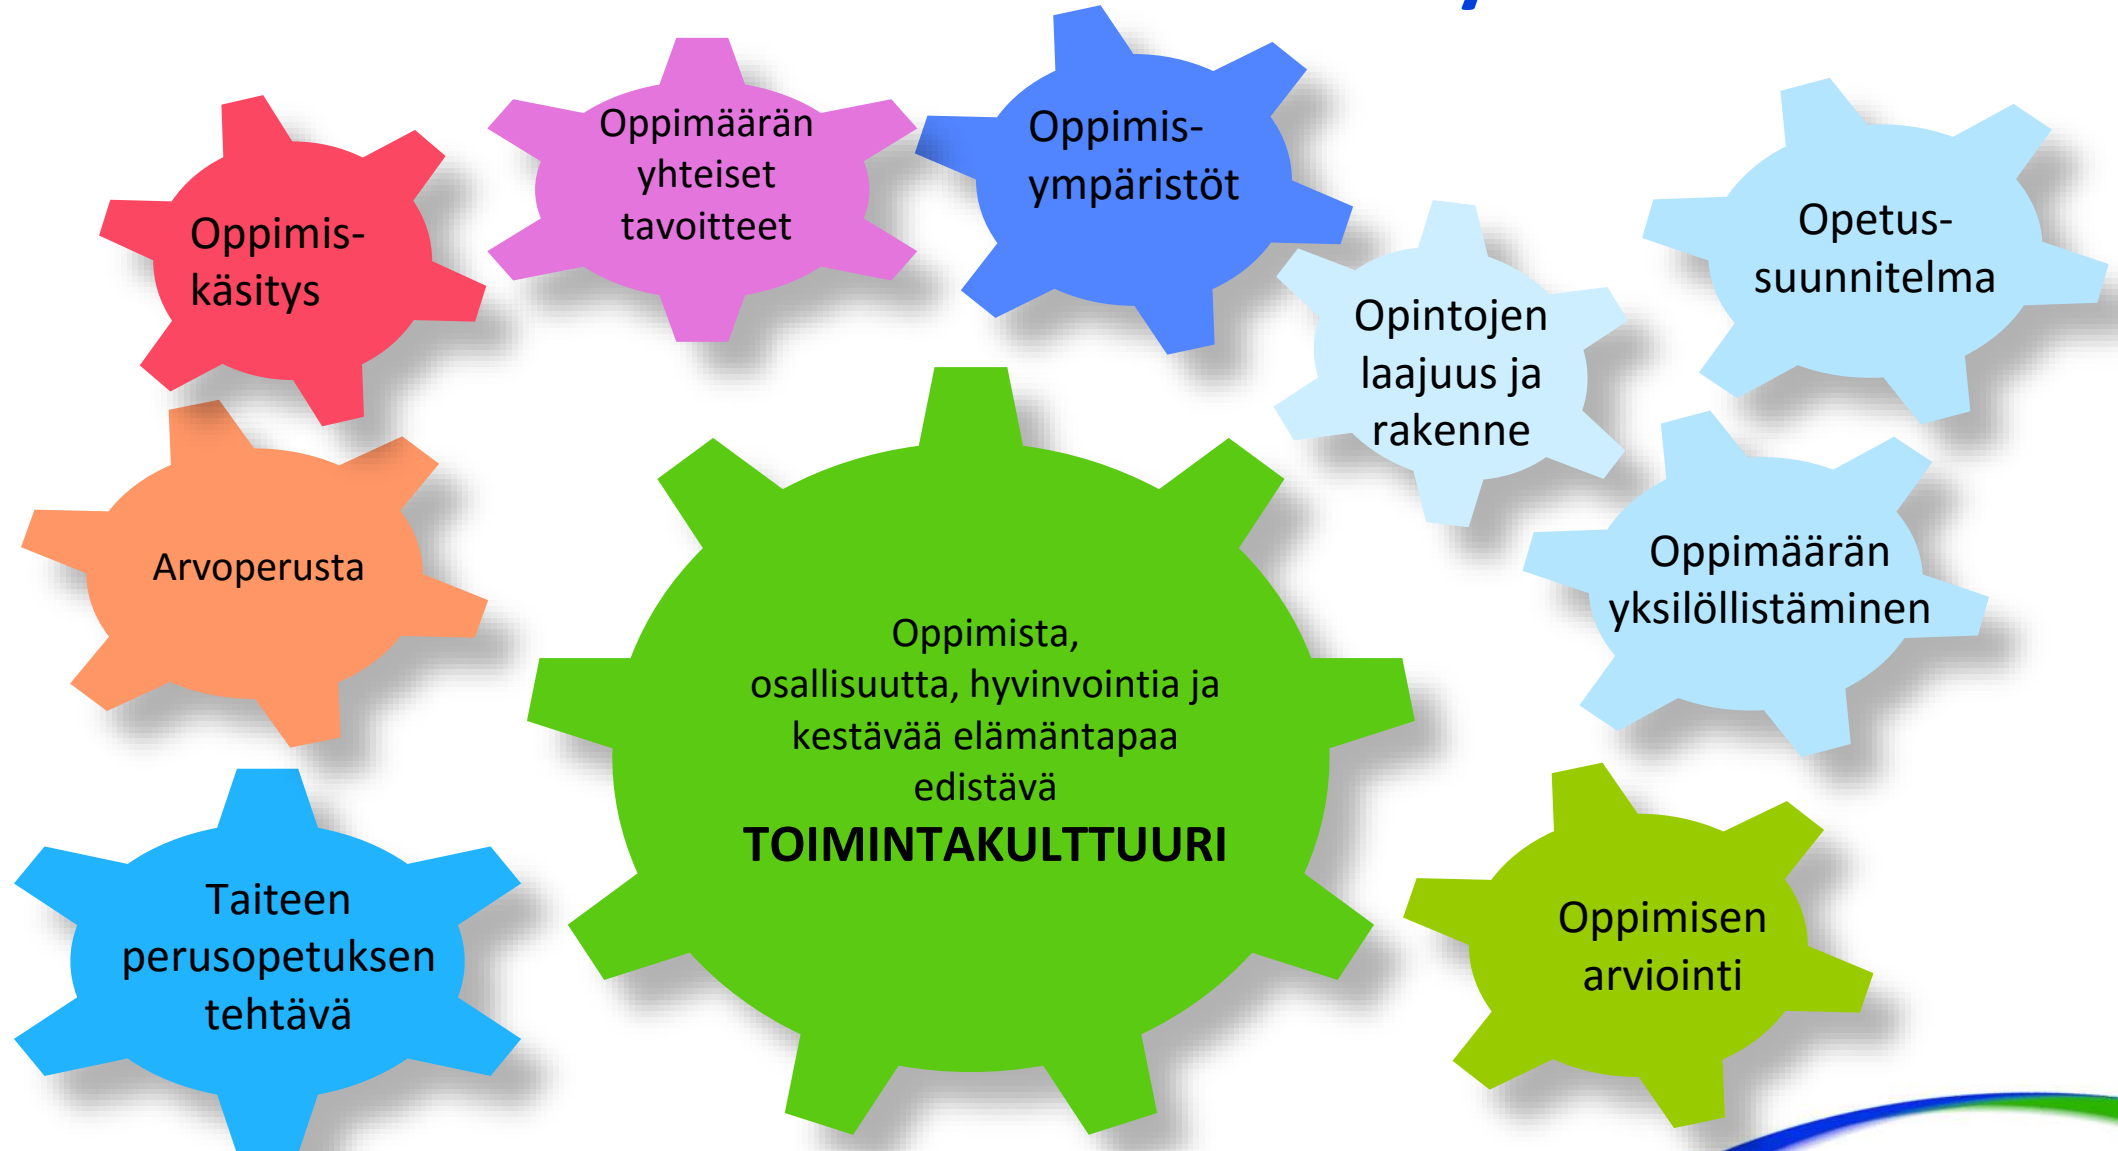 Oppimis-
käsitys
Oppimäärän
yhteiset
tavoitteet
Oppimis-
ympäristöt
Opintojen
laajuus ja
rakenne
Opetus-
suunnitelma
Arvoperusta
Oppimäärän
yksilöllistäminen
Oppimista,
osallisuutta, hyvinvointia ja
kestävää elämäntapaa
edistävä
TOIMINTAKULTTUURI
Taiteen
perusopetuksen
tehtävä
Oppimisen
arviointi